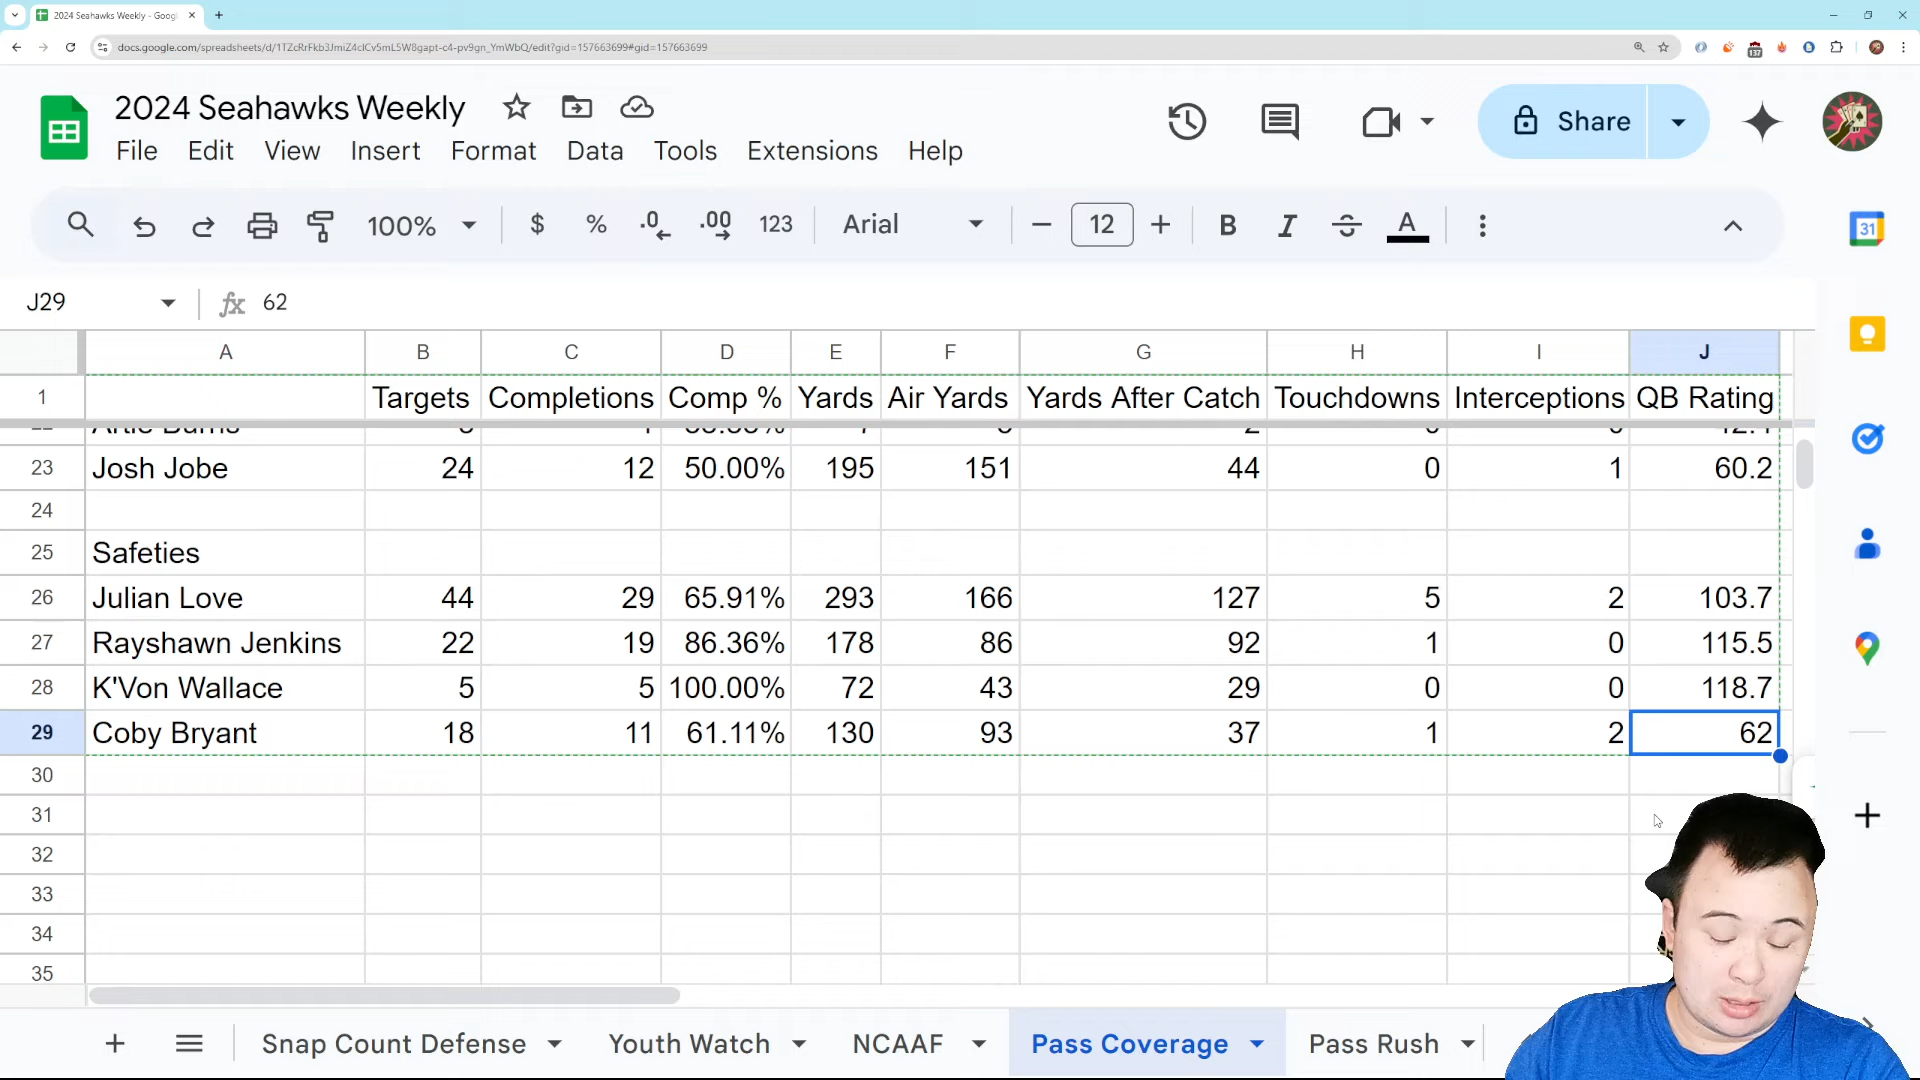 2024 Seahawks Weekly - Goog
docs.google.com/spreadsheets/d/1TZcRrFkb3JmiZ4clCv5mL5W8gapt-c4-pv9gn_YmWbQ/edit?gid=157663699#gid=157663699
137
2024 Seahawks Weekly
File Edit View Insert Format Data Tools Extensions Help
Share
31
100% $ % .0 .00 123 Arial 12 B I S A
J29 fx 62
A B C D E F G H I J
1 Targets Completions Comp % Yards Air Yards Yards After Catch Touchdowns Interceptions QB Rating
23 Josh Jobe 24 12 50.00% 195 151 44 0 1 60.2
24
25 Safeties
26 Julian Love 44 29 65.91% 293 166 127 5 2 103.7
27 Rayshawn Jenkins 22 19 86.36% 178 86 92 1 0 115.5
28 K'Von Wallace 5 5 100.00% 72 43 29 0 0 118.7
29 Coby Bryant 18 11 61.11% 130 93 37 1 2 62
30
31
32
33
34
35
Snap Count Defense Youth Watch NCAAF Pass Coverage Pass Rush